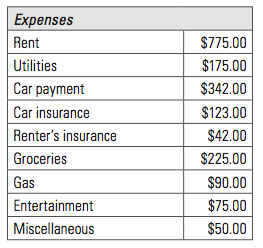 Expenses
Rent $775.00
Utilities $175.00
Car payment $342.00
Car insurance $123.00
Renter's insurance $42.00
Groceries $225.00
Gas $90.00
Entertainment $75.00
Miscellaneous $50.00